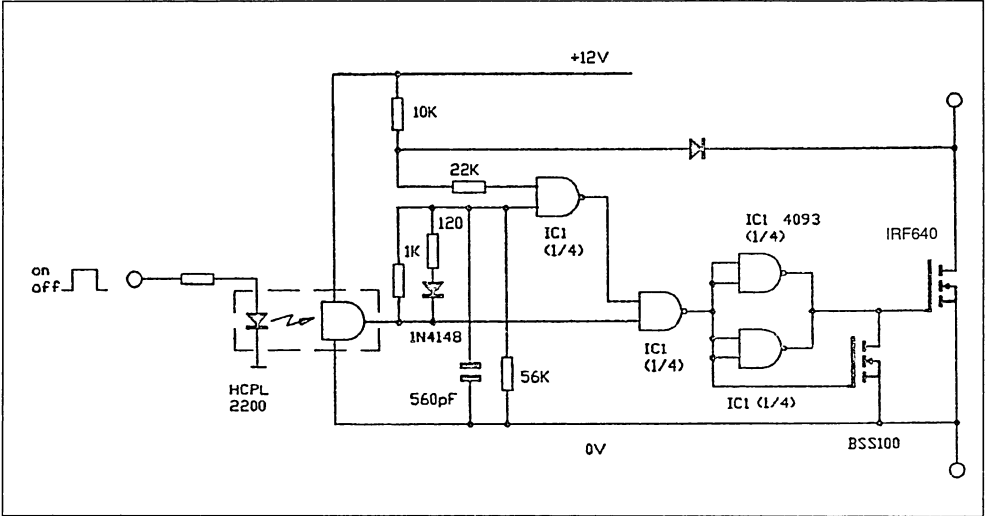 +12V
10K
22K
120
1K
IC1
(1/4)
IC1 4093
(1/4)
IRF640
on
off
1N4148
IC1
(1/4)
HCPL
2200
560pF
56K
IC1 (1/4)
BSS100
0V